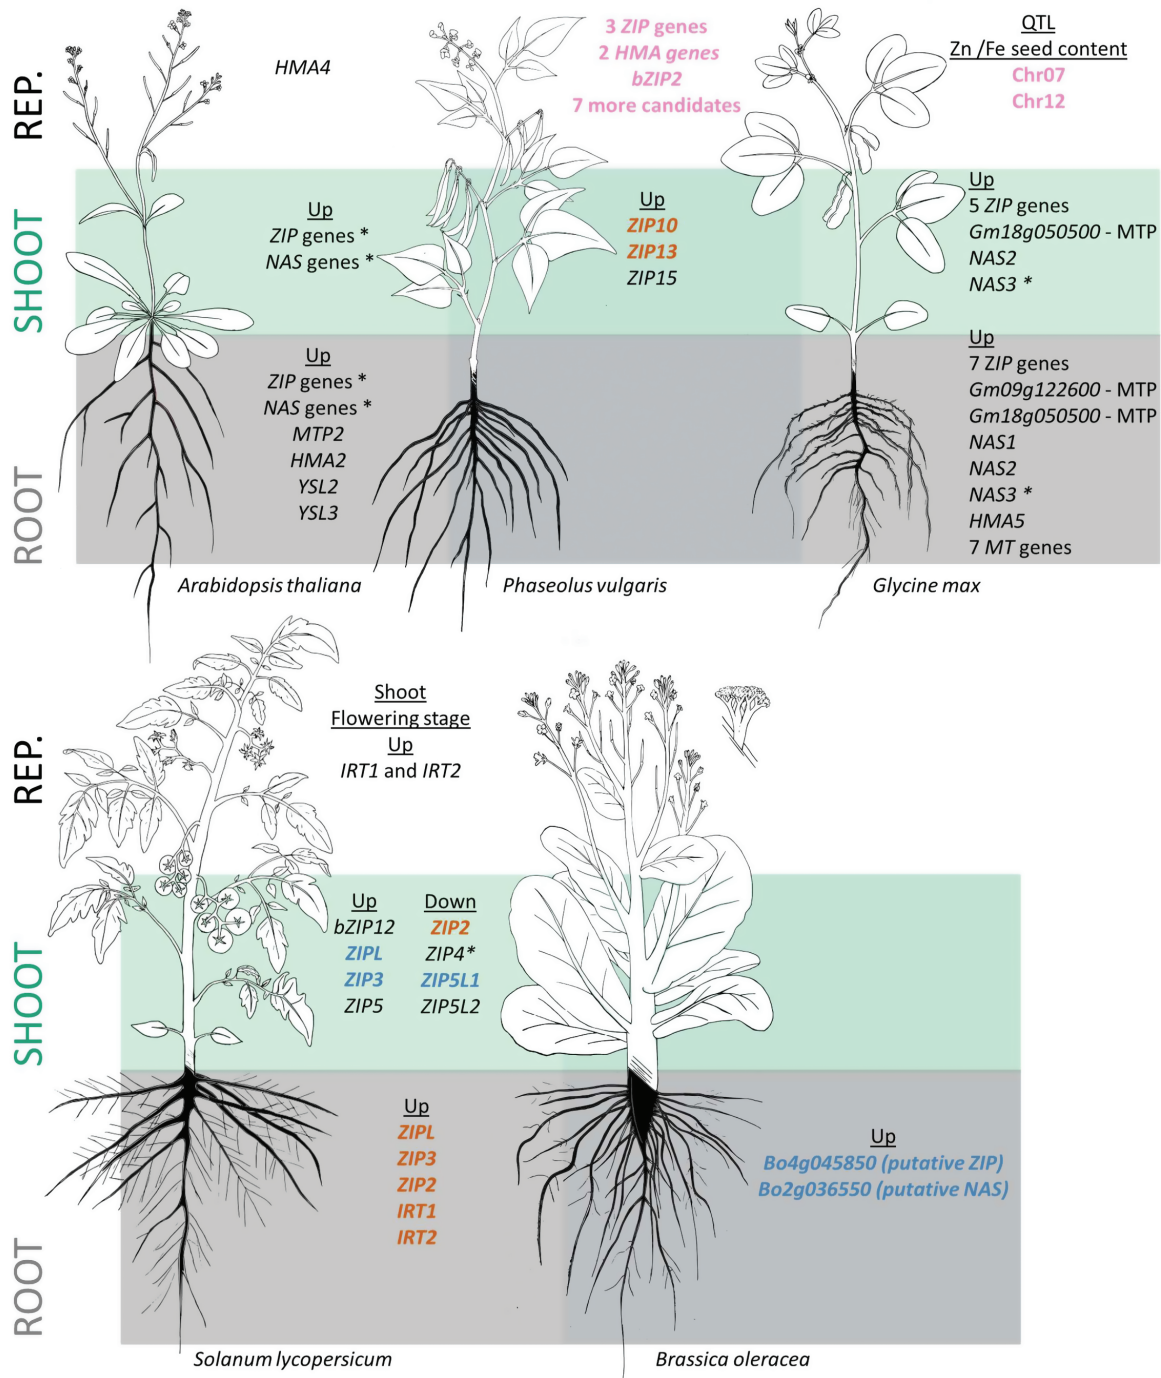 REP.
HMA4
3 ZIP genes
2 HMA genes
bZIP2
7 more candidates
QTL
Zn /Fe seed content
Chr07
Chr12
SHOOT
Up
ZIP genes *
NAS genes *
Up
ZIP10
ZIP13
ZIP15
Up
5 ZIP genes
Gm18g050500 - MTP
NAS2
NAS3 *
ROOT
Up
ZIP genes *
NAS genes *
MTP2
HMA2
YSL2
YSL3
Up
7 ZIP genes
Gm09g122600 - MTP
Gm18g050500 - MTP
NAS1
NAS2
NAS3 *
HMA5
7 MT genes
Arabidopsis thaliana
Phaseolus vulgaris
Glycine max
REP.
Shoot
Flowering stage
Up
IRT1 and IRT2
SHOOT
Up
bZIP12
ZIPL
ZIP3
ZIP5
Down
ZIP2
ZIP4*
ZIP5L1
ZIP5L2
ROOT
Up
ZIPL
ZIP3
ZIP2
IRT1
IRT2
Up
Bo4g045850 (putative ZIP)
Bo2g036550 (putative NAS)
Solanum lycopersicum
Brassica oleracea